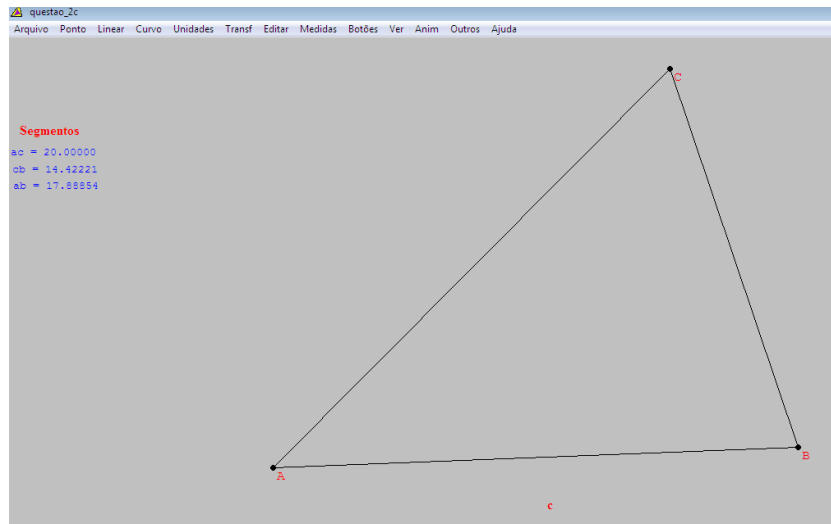 questao_2c
Arquivo Ponto Linear Curvo Unidades Transf Editar Medidas Botões Ver Anim Outros Ajuda
C
Segmentos
ac = 20.00000
cb = 14.42221
ab = 17.88854
B
A
c